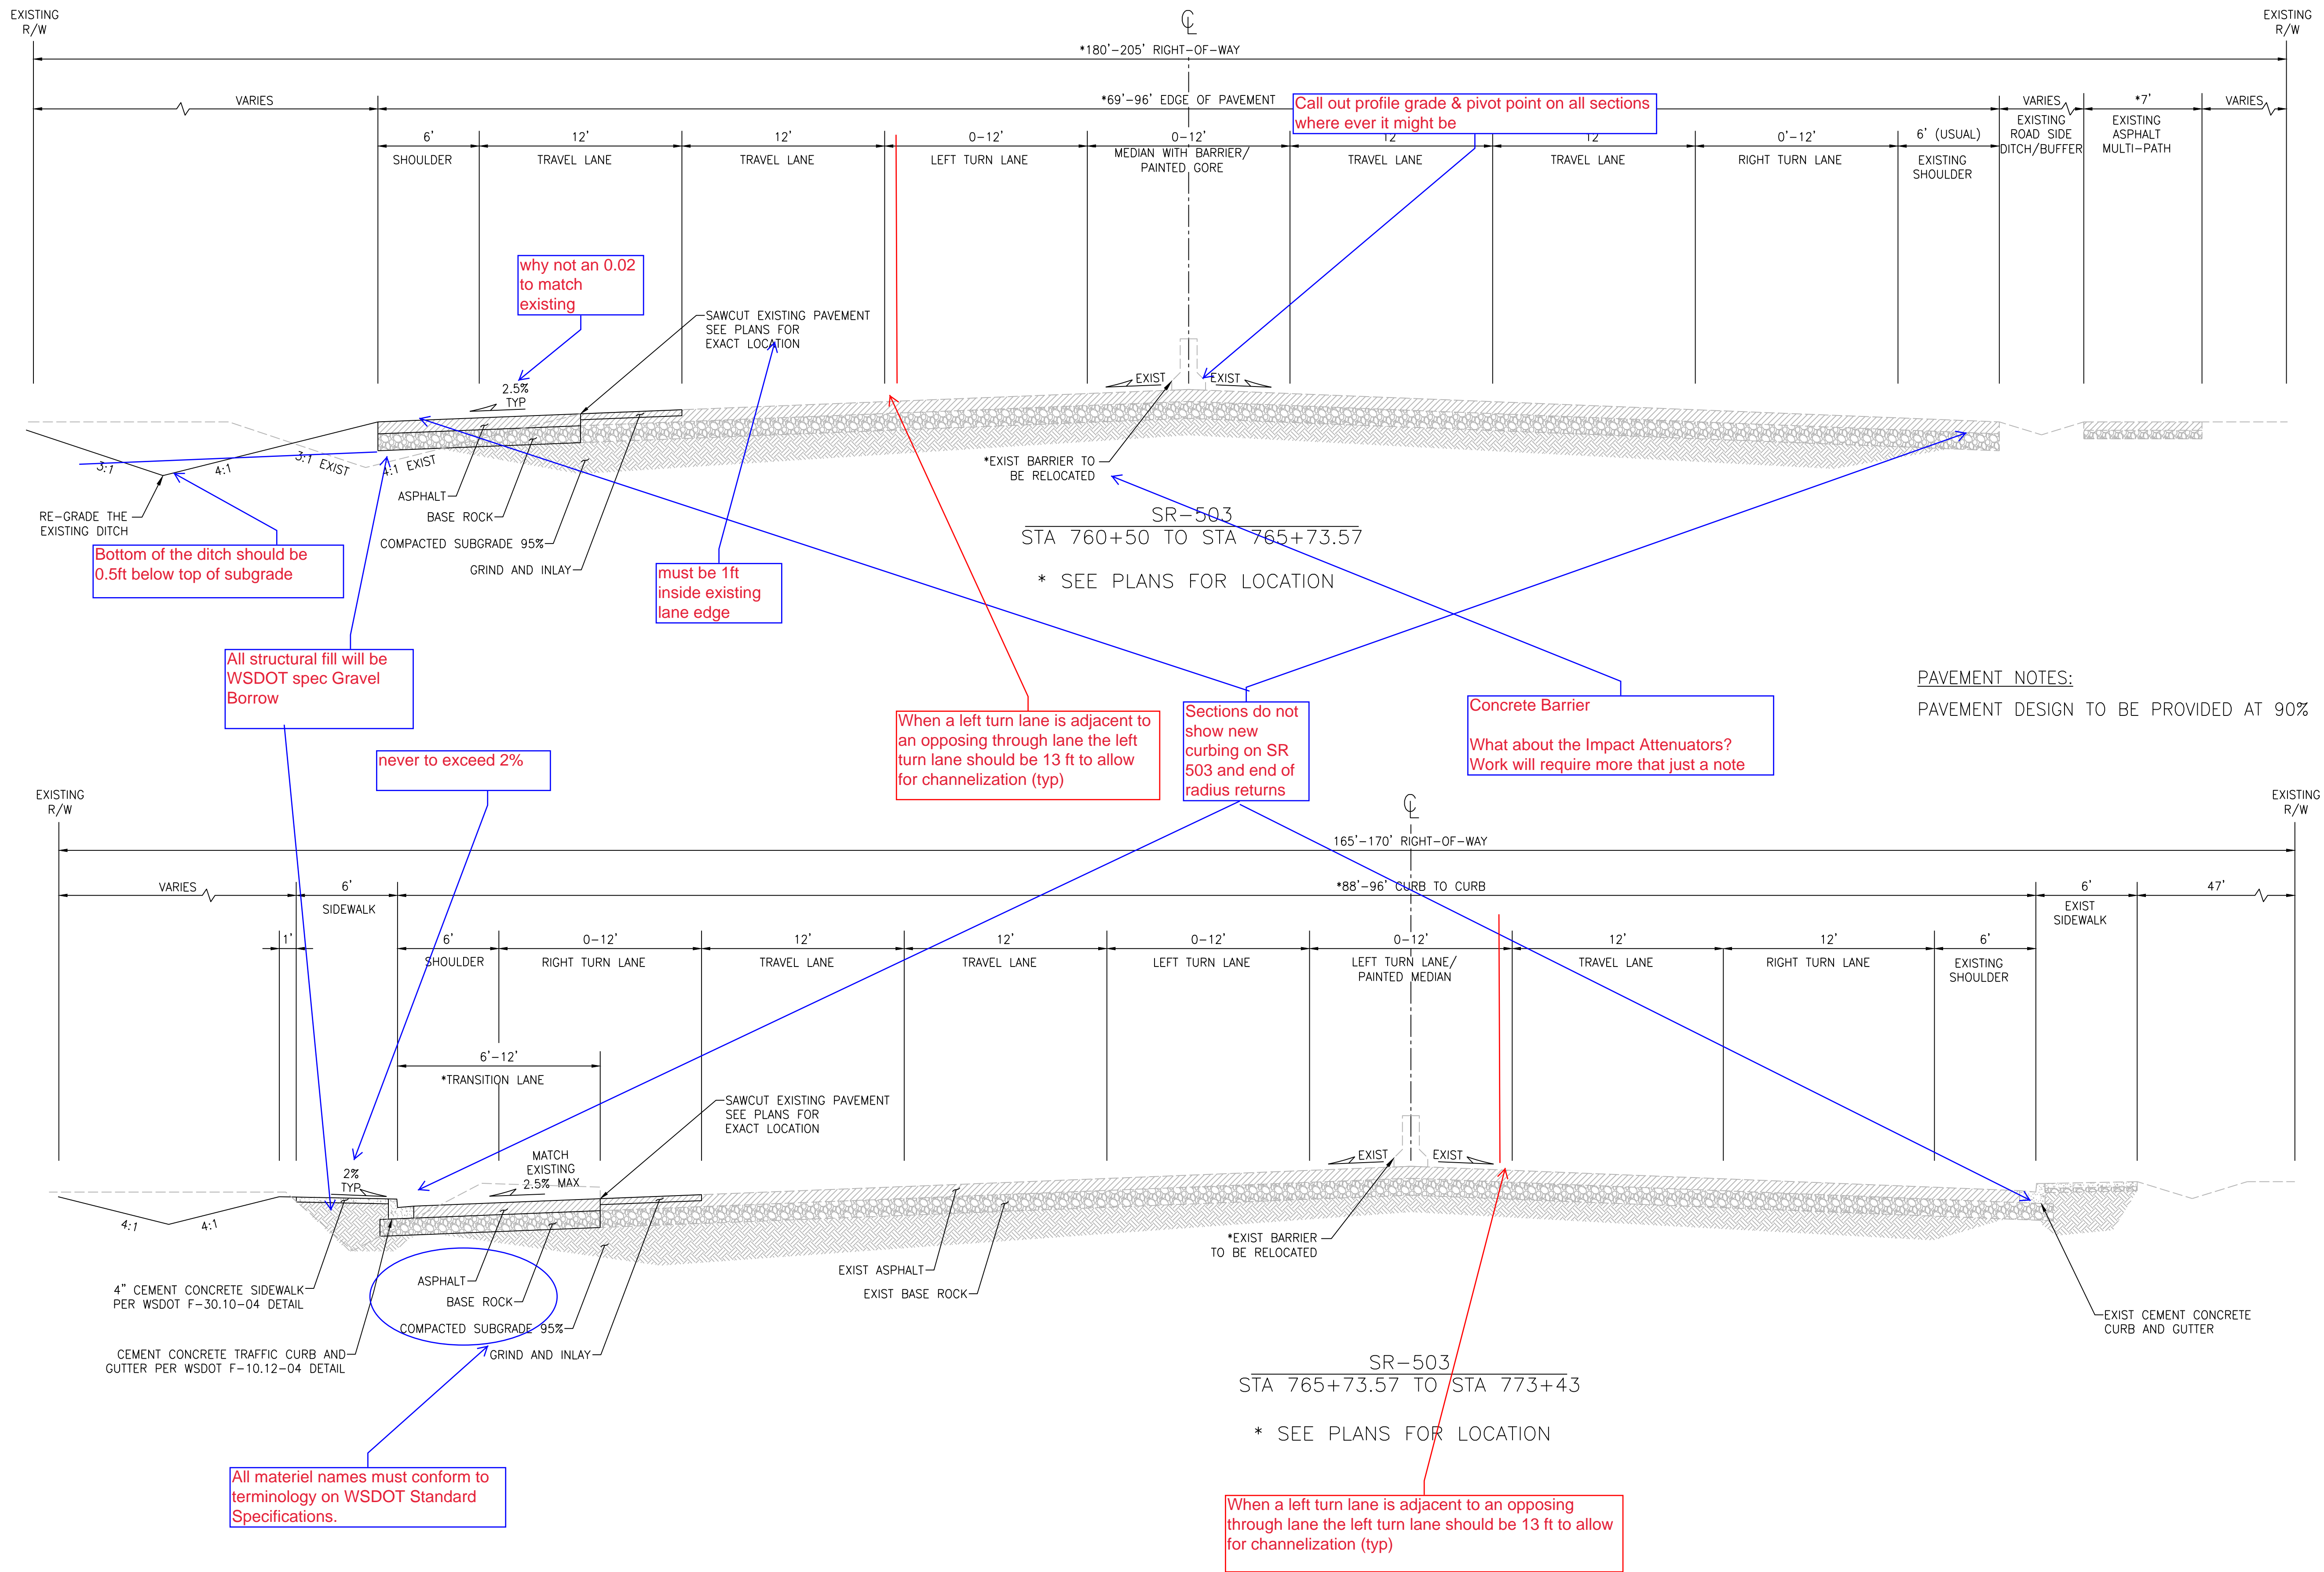 EXISTING
R/W
℄
EXISTING
R/W
*180'-205' RIGHT-OF-WAY
VARIES
*69'-96' EDGE OF PAVEMENT
Call out profile grade & pivot point on all sections
where ever it might be
VARIES
*7'
VARIES
EXISTING
ROAD SIDE
DITCH/BUFFER
EXISTING
ASPHALT
MULTI-PATH
6'
SHOULDER
12'
TRAVEL LANE
12'
TRAVEL LANE
0-12'
LEFT TURN LANE
0-12'
MEDIAN WITH BARRIER/
PAINTED GORE
12'
TRAVEL LANE
12
TRAVEL LANE
0'-12'
RIGHT TURN LANE
6' (USUAL)
EXISTING
SHOULDER
why not an 0.02
to match
existing
SAWCUT EXISTING PAVEMENT
SEE PLANS FOR
EXACT LOCATION
2.5%
TYP
EXIST
EXIST
3:1
4:1
3:1 EXIST
4:1 EXIST
*EXIST BARRIER TO
BE RELOCATED
RE-GRADE THE
EXISTING DITCH
ASPHALT
BASE ROCK
COMPACTED SUBGRADE 95%
GRIND AND INLAY
SR-503
STA 760+50 TO STA 765+73.57
* SEE PLANS FOR LOCATION
Bottom of the ditch should be
0.5ft below top of subgrade
must be 1ft
inside existing
lane edge
All structural fill will be
WSDOT spec Gravel
Borrow
When a left turn lane is adjacent to
an opposing through lane the left
turn lane should be 13 ft to allow
for channelization (typ)
Sections do not
show new
curbing on SR
503 and end of
radius returns
Concrete Barrier
What about the Impact Attenuators?
Work will require more that just a note
PAVEMENT NOTES:
PAVEMENT DESIGN TO BE PROVIDED AT 90%
never to exceed 2%
EXISTING
R/W
℄
EXISTING
R/W
165'-170' RIGHT-OF-WAY
VARIES
6'
SIDEWALK
*88'-96' CURB TO CURB
6'
EXIST
SIDEWALK
47'
1'
6'
SHOULDER
0-12'
RIGHT TURN LANE
12'
TRAVEL LANE
12'
TRAVEL LANE
0-12'
LEFT TURN LANE
0-12'
LEFT TURN LANE/
PAINTED MEDIAN
12'
TRAVEL LANE
12'
RIGHT TURN LANE
6'
EXISTING
SHOULDER
6'-12'
*TRANSITION LANE
SAWCUT EXISTING PAVEMENT
SEE PLANS FOR
EXACT LOCATION
2%
TYP
MATCH
EXISTING
2.5% MAX
EXIST
EXIST
4:1
4:1
4" CEMENT CONCRETE SIDEWALK
PER WSDOT F-30.10-04 DETAIL
CEMENT CONCRETE TRAFFIC CURB AND
GUTTER PER WSDOT F-10.12-04 DETAIL
ASPHALT
BASE ROCK
COMPACTED SUBGRADE 95%
GRIND AND INLAY
EXIST ASPHALT
EXIST BASE ROCK
*EXIST BARRIER
TO BE RELOCATED
EXIST CEMENT CONCRETE
CURB AND GUTTER
SR-503
STA 765+73.57 TO STA 773+43
* SEE PLANS FOR LOCATION
All materiel names must conform to
terminology on WSDOT Standard
Specifications.
When a left turn lane is adjacent to an opposing
through lane the left turn lane should be 13 ft to allow
for channelization (typ)